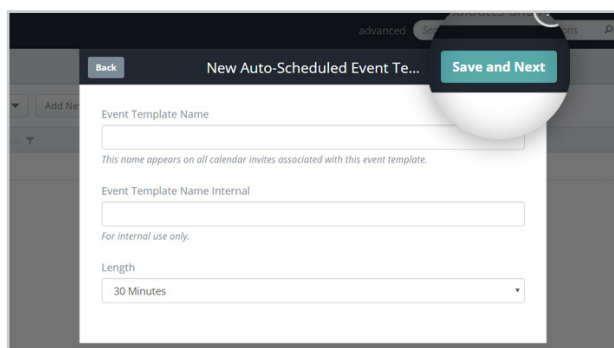 advanced
Back
New Auto-Scheduled Event Te...
Save and Next
Add Ne
Event Template Name
This name appears on all calendar invites associated with this event template.
Event Template Name Internal
For internal use only.
Length
30 Minutes